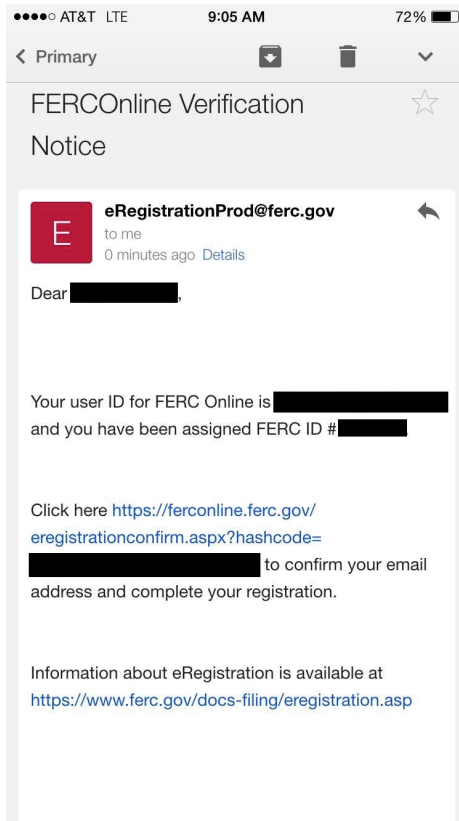 AT&T LTE 9:05 AM 72%
Primary
FERCOnline Verification
Notice
E
eRegistrationProd@ferc.gov
to me
0 minutes ago Details
Dear ,
Your user ID for FERC Online is
and you have been assigned FERC ID #
Click here https://ferconline.ferc.gov/
eregistrationconfirm.aspx?hashcode=
to confirm your email
address and complete your registration.
Information about eRegistration is available at
https://www.ferc.gov/docs-filing/eregistration.asp